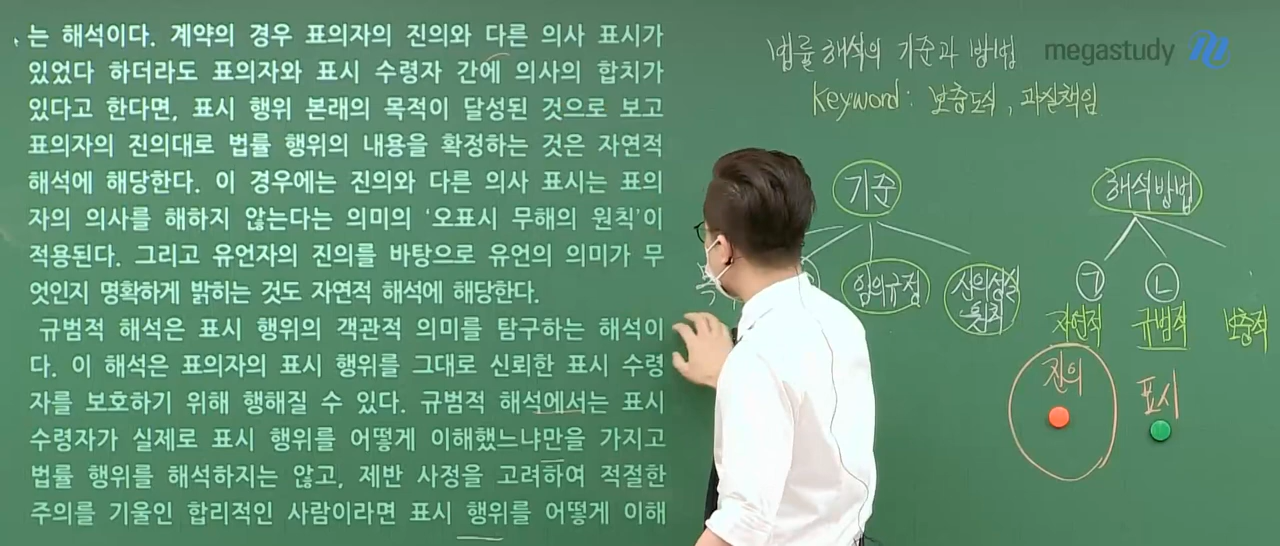 는 해석이다. 계약의 경우 표의자의 진의와 다른 의사 표시가
있었다 하더라도 표의자와 표시 수령자 간에 의사의 합치가
있다고 한다면, 표시 행위 본래의 목적이 달성된 것으로 보고
표의자의 진의대로 법률 행위의 내용을 확정하는 것은 자연적
해석에 해당한다. 이 경우에는 진의와 다른 의사 표시는 표의
자의 의사를 해하지 않는다는 의미의 '오표시 무해의 원칙'이
적용된다. 그리고 유언자의 진의를 바탕으로 유언의 의미가 무
엇인지 명확하게 밝히는 것도 자연적 해석에 해당한다.
규범적 해석은 표시 행위의 객관적 의미를 탐구하는 해석이
다. 이 해석은 표의자의 표시 행위를 그대로 신뢰한 표시 수령
자를 보호하기 위해 행해질 수 있다. 규범적 해석에서는 표시
수령자가 실제로 표시 행위를 어떻게 이해했느냐만을 가지고
법률 행위를 해석하지는 않고, 제반 사정을 고려하여 적절한
주의를 기울인 합리적인 사람이라면 표시 행위를 어떻게 이해
법률 해석의 기준과 방법
megastudy
Keyword: 보충도식, 과실책임
기준
목
임의규정
신의성실
원칙
해석방법
ㄱ
ㄴ
자연적
규범적
보충적
진의
표시